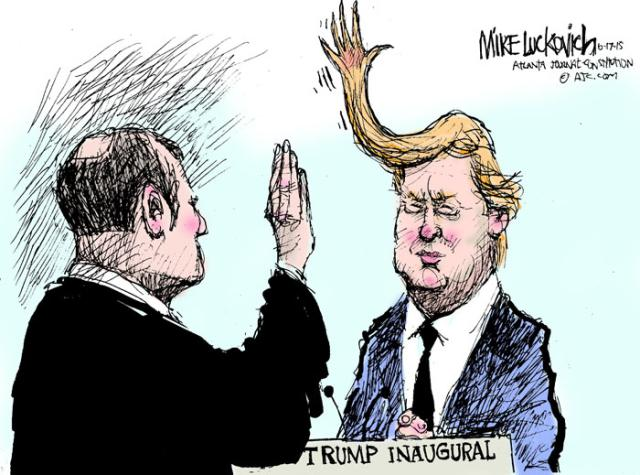 MIKE LUCKOVICH 6-17-15
ATLANTA JOURNAL CONSTITUTION
© AJC.COM
TRUMP INAUGURAL